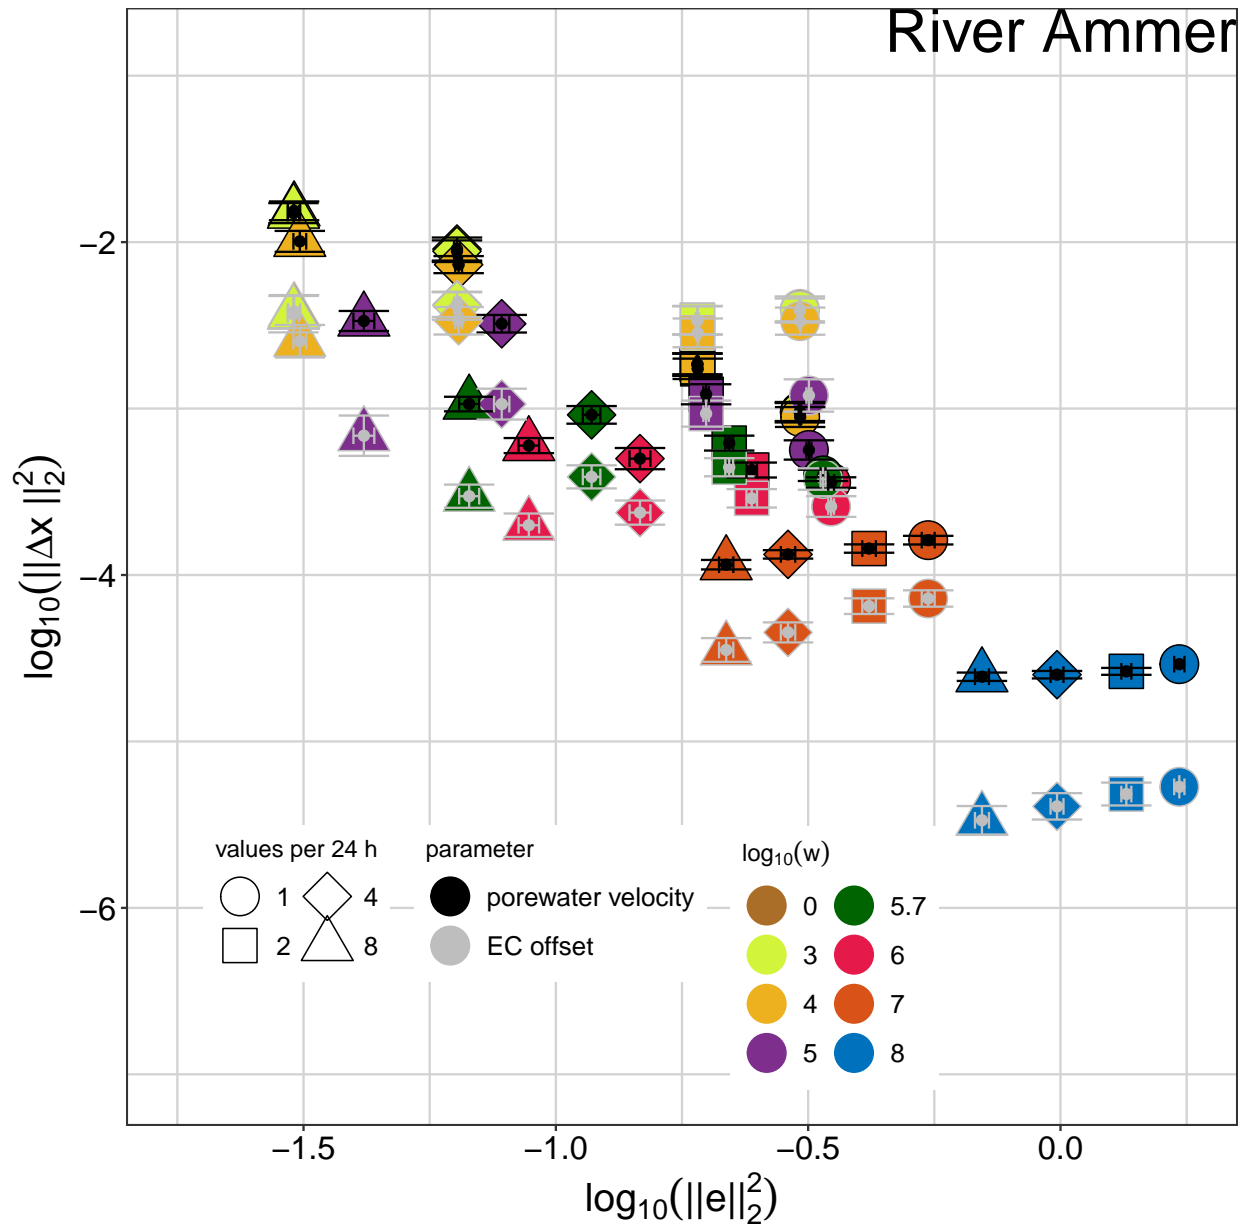 River Ammer
−2
−4
−6
log₁₀(||Δx ||₂²)
values per 24 h
1
4
2
8
parameter
porewater velocity
EC offset
log₁₀(w)
0
5.7
3
6
4
7
5
8
−1.5
−1.0
−0.5
0.0
log₁₀(||e||₂²)